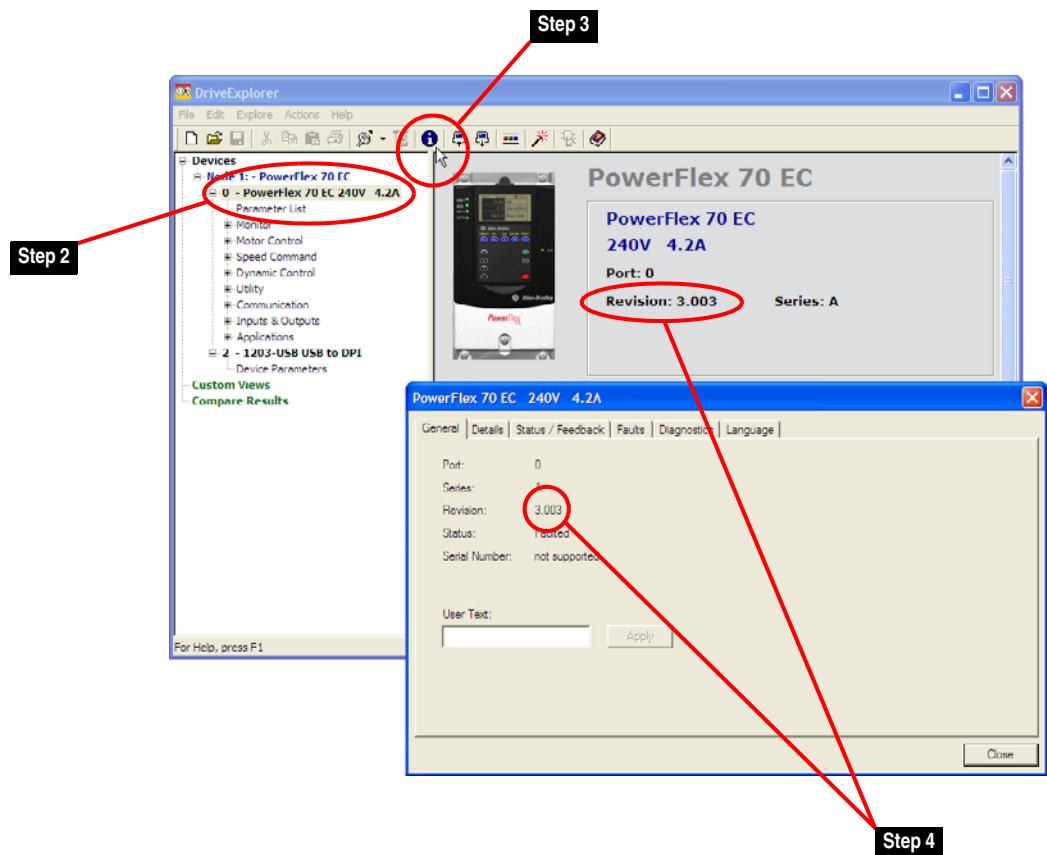 Step 3
DriveExplorer
File Edit Explore Actions Help
Devices
Node 1: - PowerFlex 70 EC
0 - PowerFlex 70 EC 240V 4.2A
Parameter List
Monitor
Motor Control
Speed Command
Dynamic Control
Utility
Communication
Inputs & Outputs
Applications
2 - 1203-USB USB to DPI
Device Parameters
Custom Views
Compare Results
Step 2
PowerFlex 70 EC
PowerFlex 70 EC
240V 4.2A
Port: 0
Revision: 3.003 Series: A
Allen-Bradley
PowerFlex
PowerFlex 70 EC 240V 4.2A
General Details Status / Feedback Faults Diagnostics Language
Port: 0
Series: A
Revision: 3.003
Status: Faulted
Serial Number: not supported
User Text:
Apply
Close
For Help, press F1
Step 4